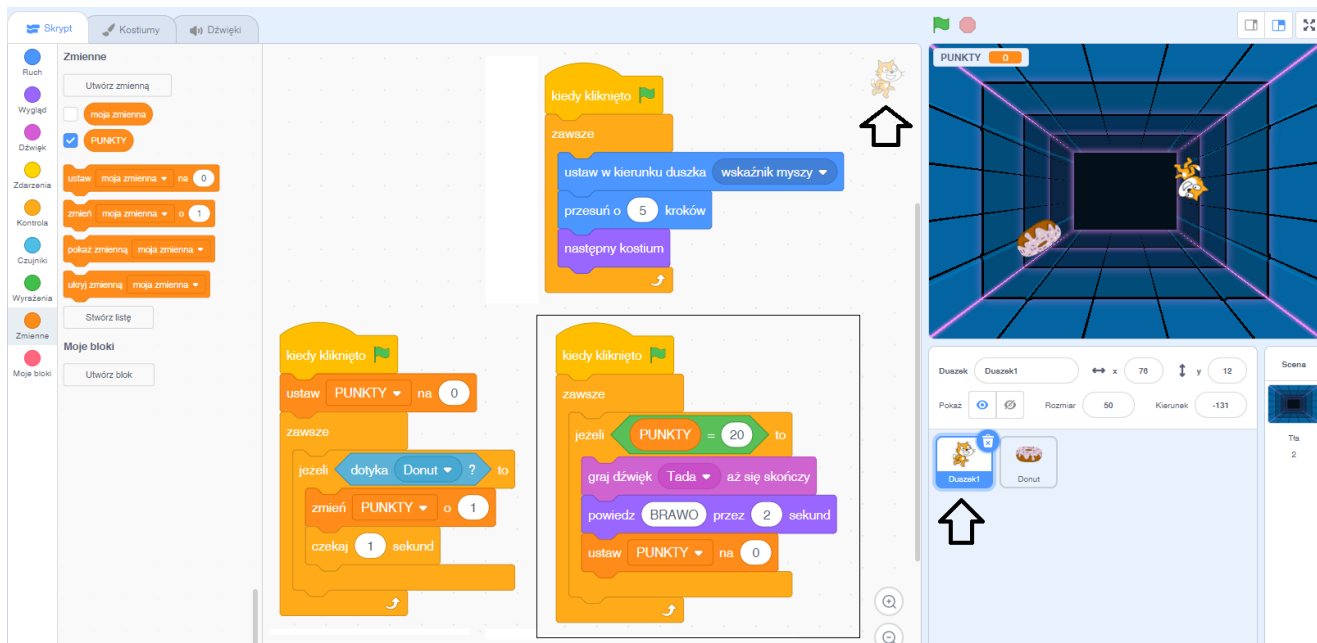 Skrypt
Kostiumy
Dźwięki
Ruch
Wygląd
Dźwięk
Zdarzenia
Kontrola
Czujniki
Wyrażenia
Zmienne
Moje bloki
Zmienne
Utwórz zmienną
moja zmienna
PUNKTY
ustaw moja zmienna na 0
zmień moja zmienna o 1
pokaż zmienną moja zmienna
ukryj zmienną moja zmienna
Stwórz listę
Moje bloki
Utwórz blok
kiedy kliknięto
zawsze
ustaw w kierunku duszka wskaźnik myszy
przesuń o 5 kroków
następny kostium
kiedy kliknięto
ustaw PUNKTY na 0
zawsze
jeżeli dotyka Donut ? to
zmień PUNKTY o 1
czekaj 1 sekund
kiedy kliknięto
zawsze
jeżeli PUNKTY = 20 to
graj dźwięk Tada aż się skończy
powiedz BRAWO przez 2 sekund
ustaw PUNKTY na 0
PUNKTY 0
Duszek Duszek1 x 76 y 12
Pokaż Rozmiar 50 Kierunek -131
Duszek1
Donut
Scena
Tła
2